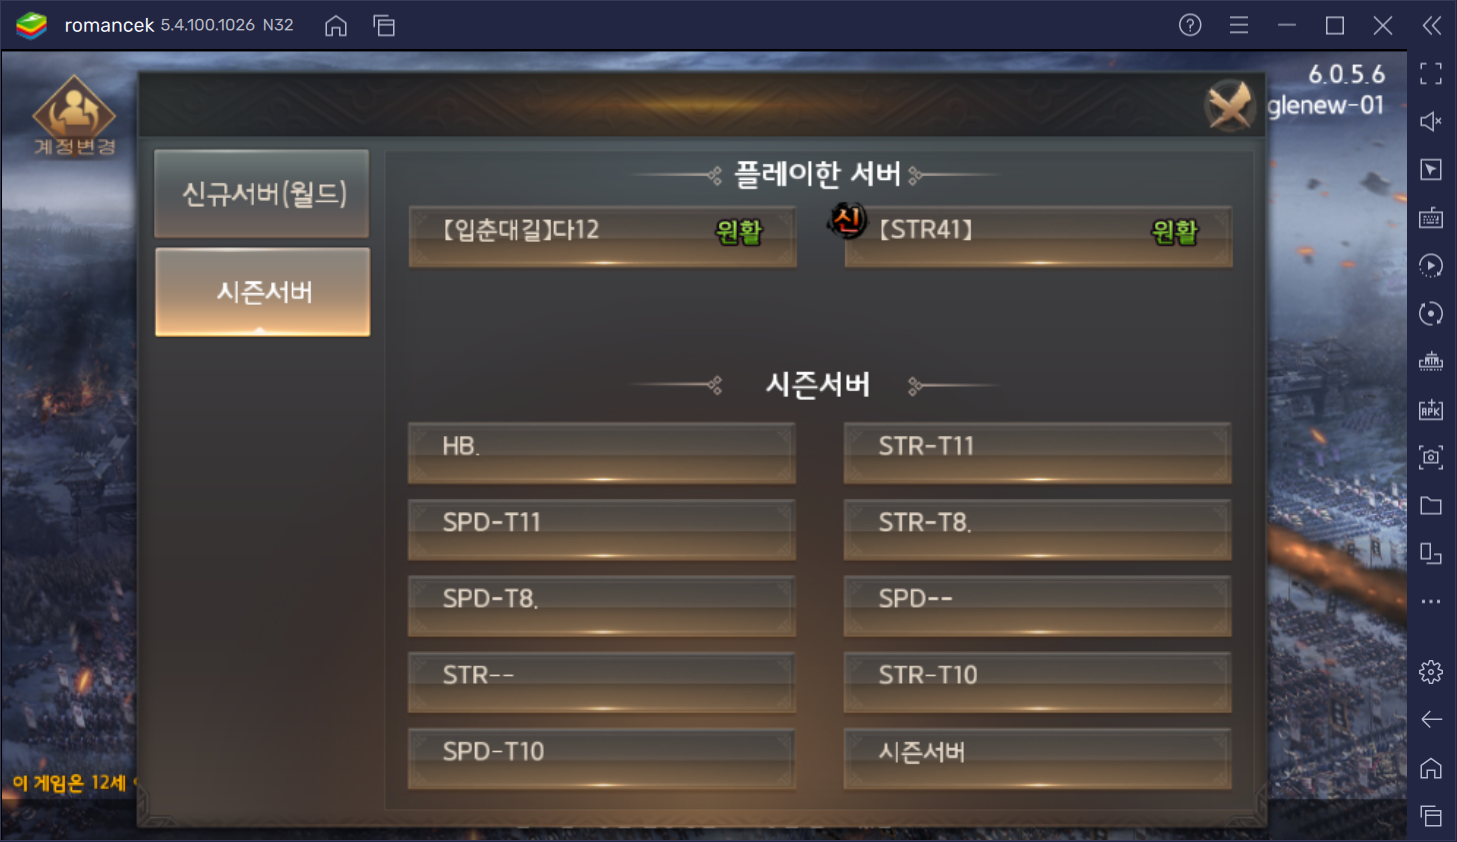 romancek 5.4.100.1026 N32
6.0.5.6
glenew-01
계정변경
신규서버(월드)
시즌서버
플레이한 서버
【입춘대길】다12 원활
신 【STR41】 원활
시즌서버
HB.
STR-T11
SPD-T11
STR-T8.
SPD-T8.
SPD--
STR--
STR-T10
SPD-T10
시즌서버
이 게임은 12세